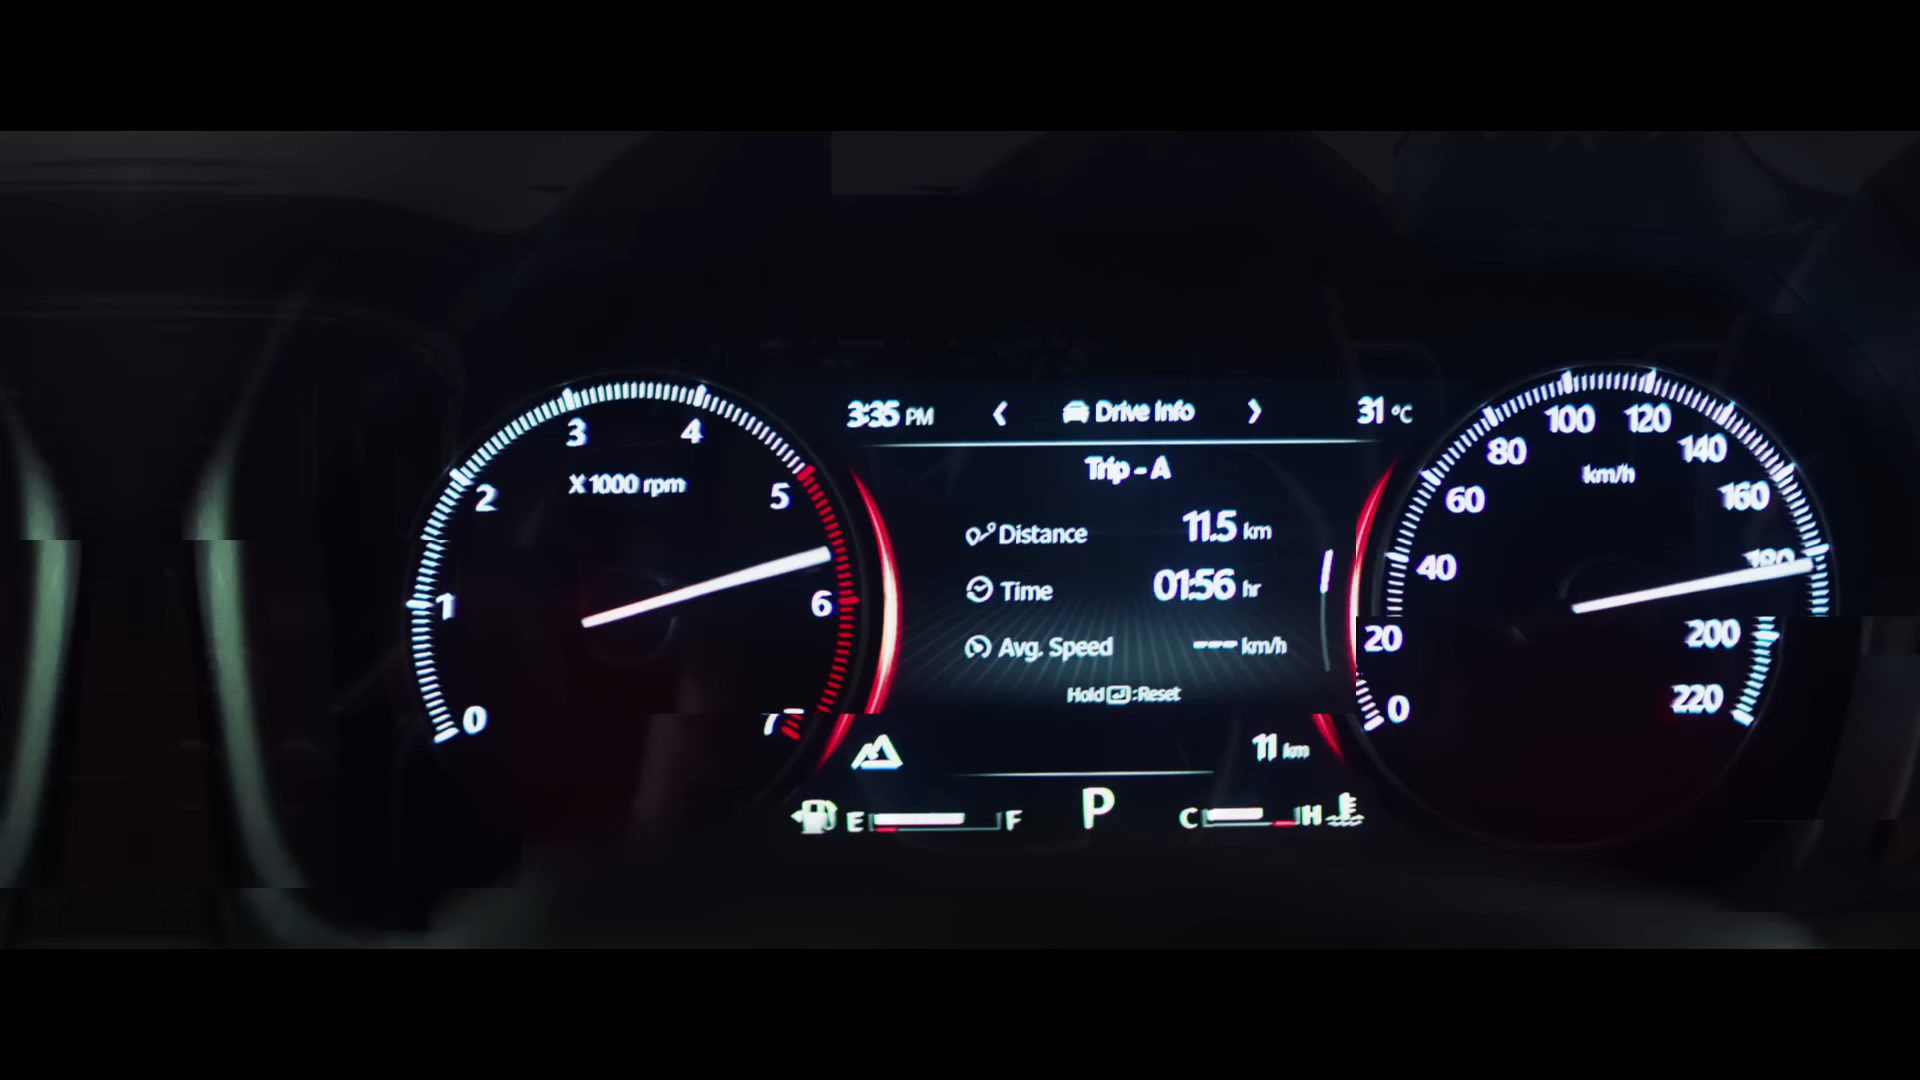 3:35 PM Drive Info 31 °C
Trip - A
Distance 11.5 km
Time 01:56 hr
Avg. Speed --- km/h
Hold :Reset
11 km
E F P C H
X 1000 rpm
0 1 2 3 4 5 6 7
km/h
0 20 40 60 80 100 120 140 160 180 200 220